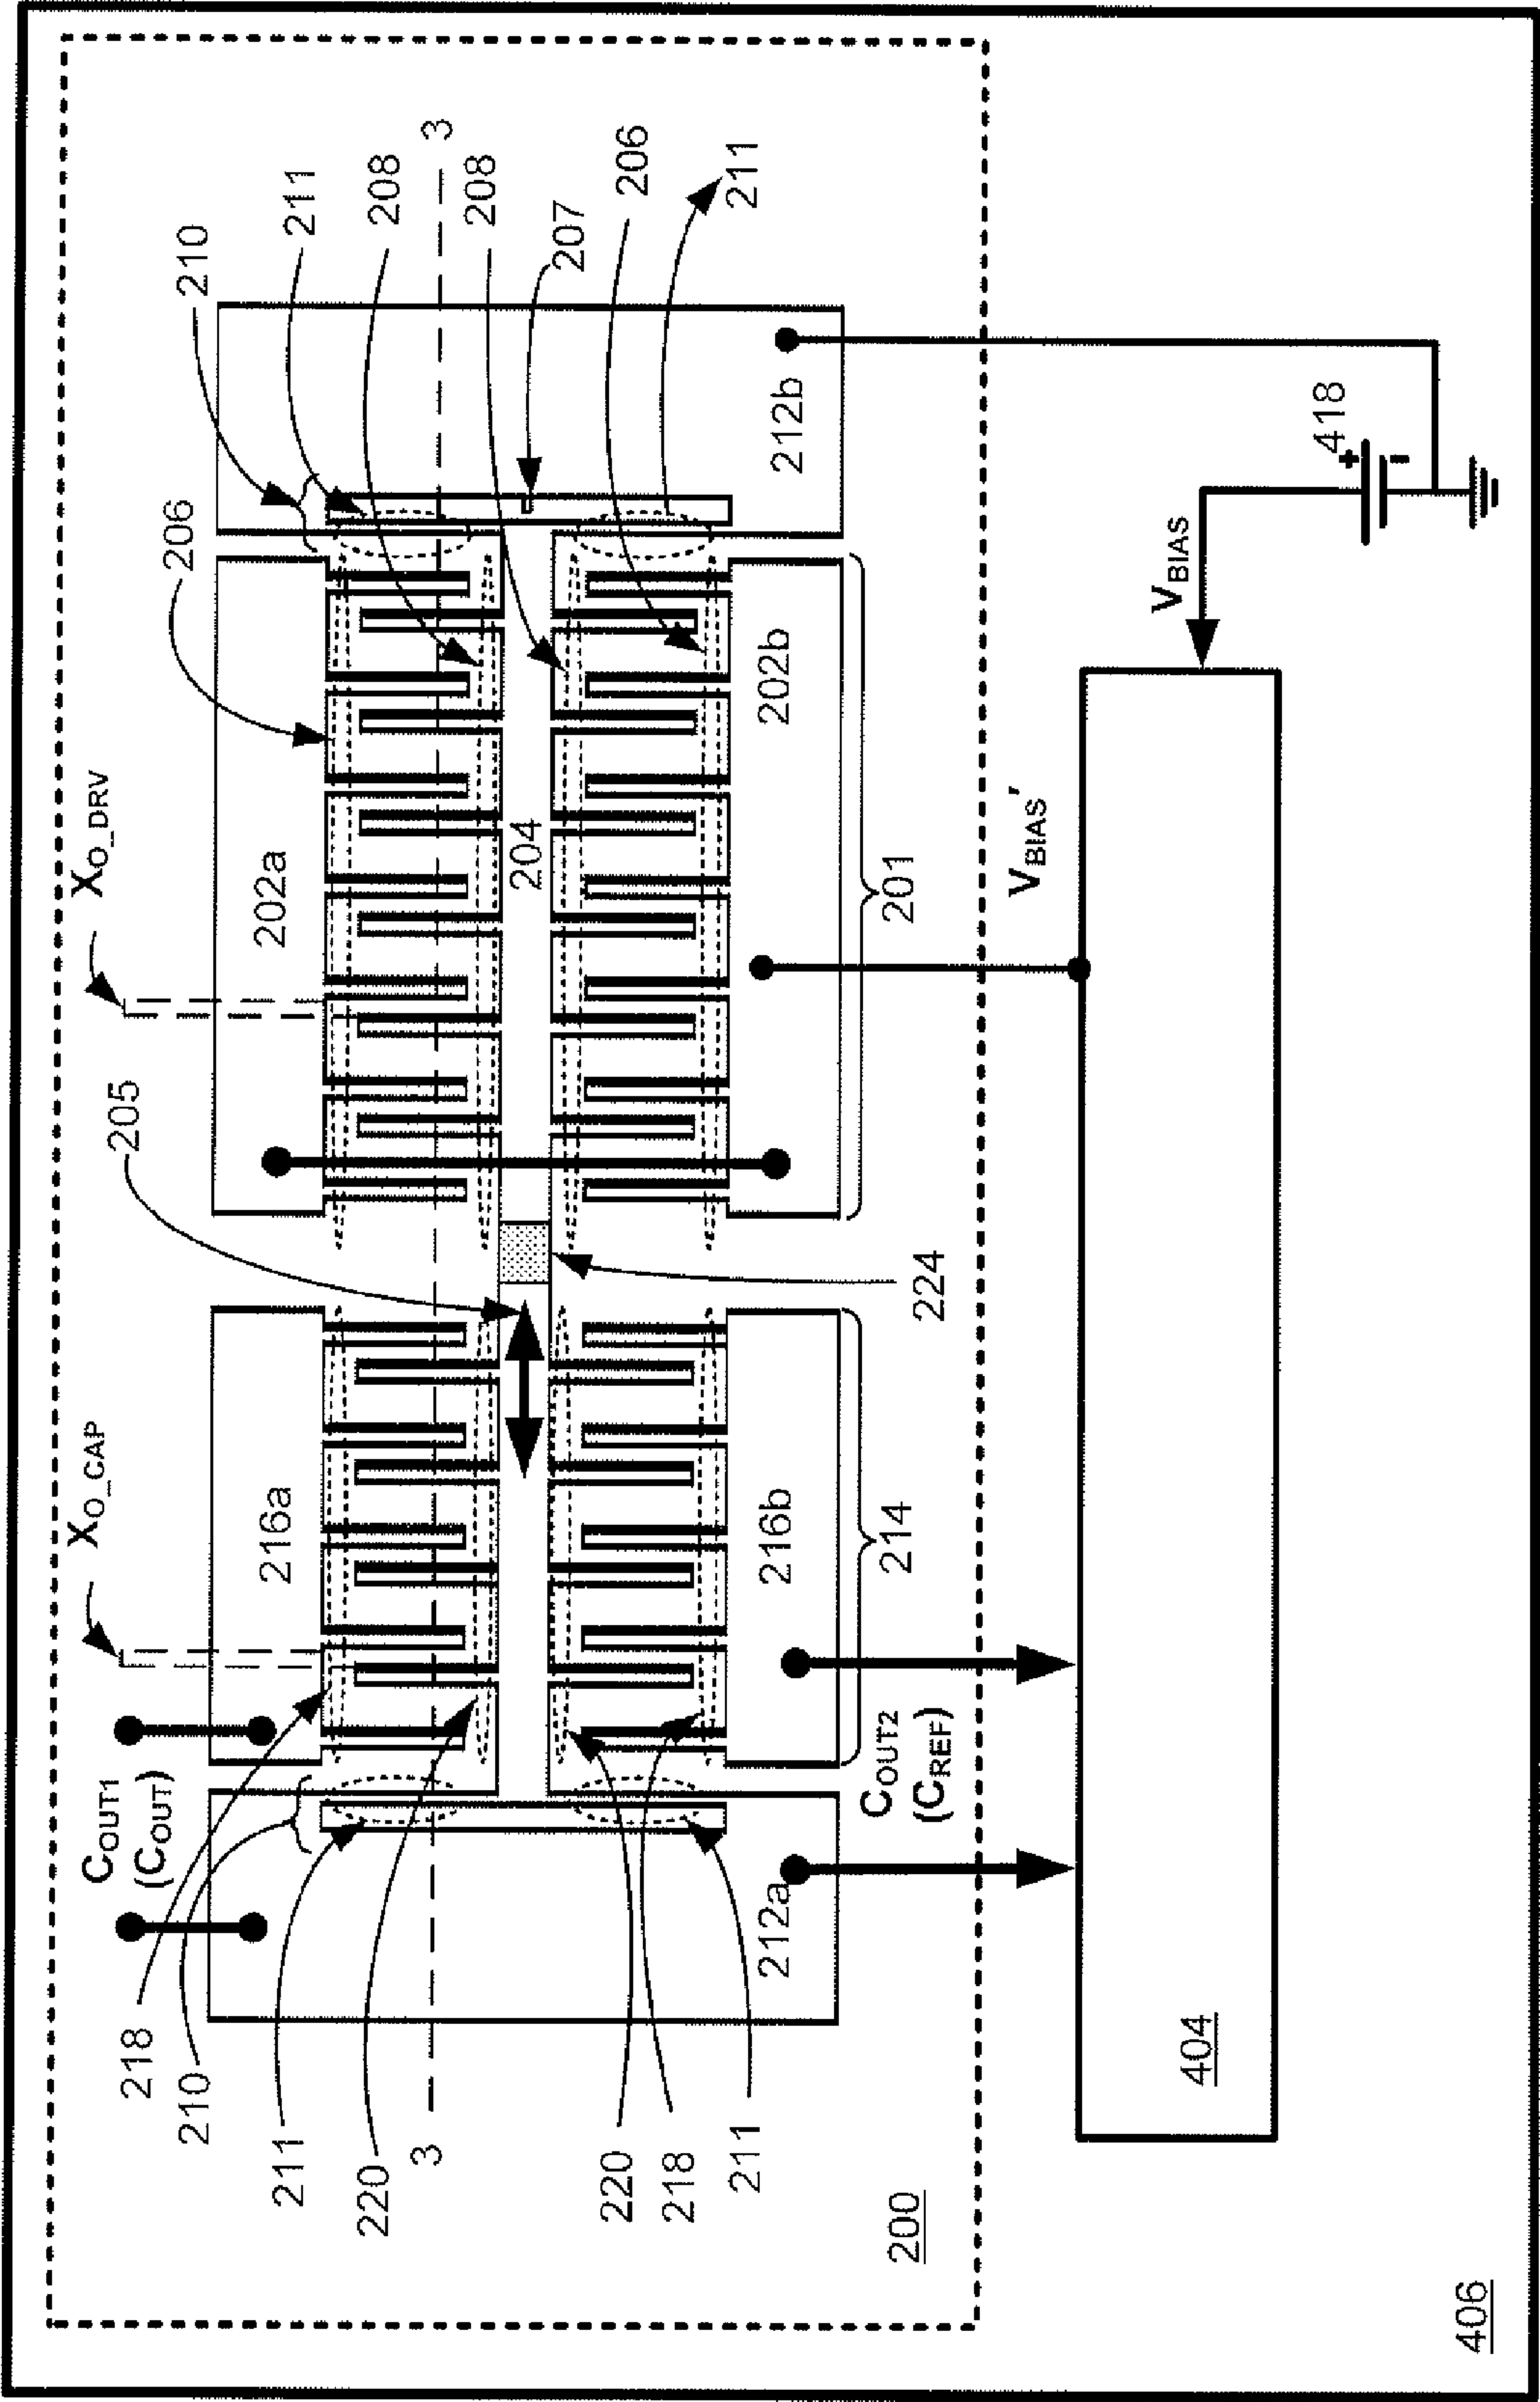 210
211
3
208
208
207
206
211
206
212b
418
+
-
V_BIAS
202a
204
202b
201
V_BIAS'
X_O_DRV
205
224
X_O_CAP
216a
216b
214
C_OUT1
(C_OUT)
C_OUT2
(C_REF)
212a
218
210
211
220
3
220
218
211
200
404
406